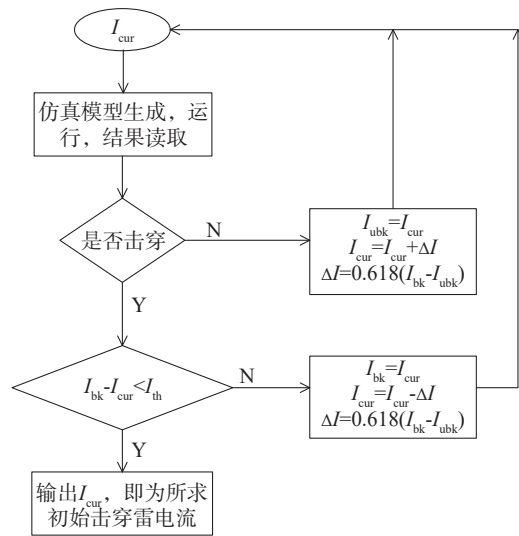 I_cur
仿真模型生成，运
行，结果读取
是否击穿
N
I_ubk=I_cur
I_cur=I_cur+ΔI
ΔI=0.618(I_bk-I_ubk)
Y
I_bk-I_cur<I_th
N
I_bk=I_cur
I_cur=I_cur-ΔI
ΔI=0.618(I_bk-I_ubk)
Y
输出I_cur，即为所求
初始击穿雷电流